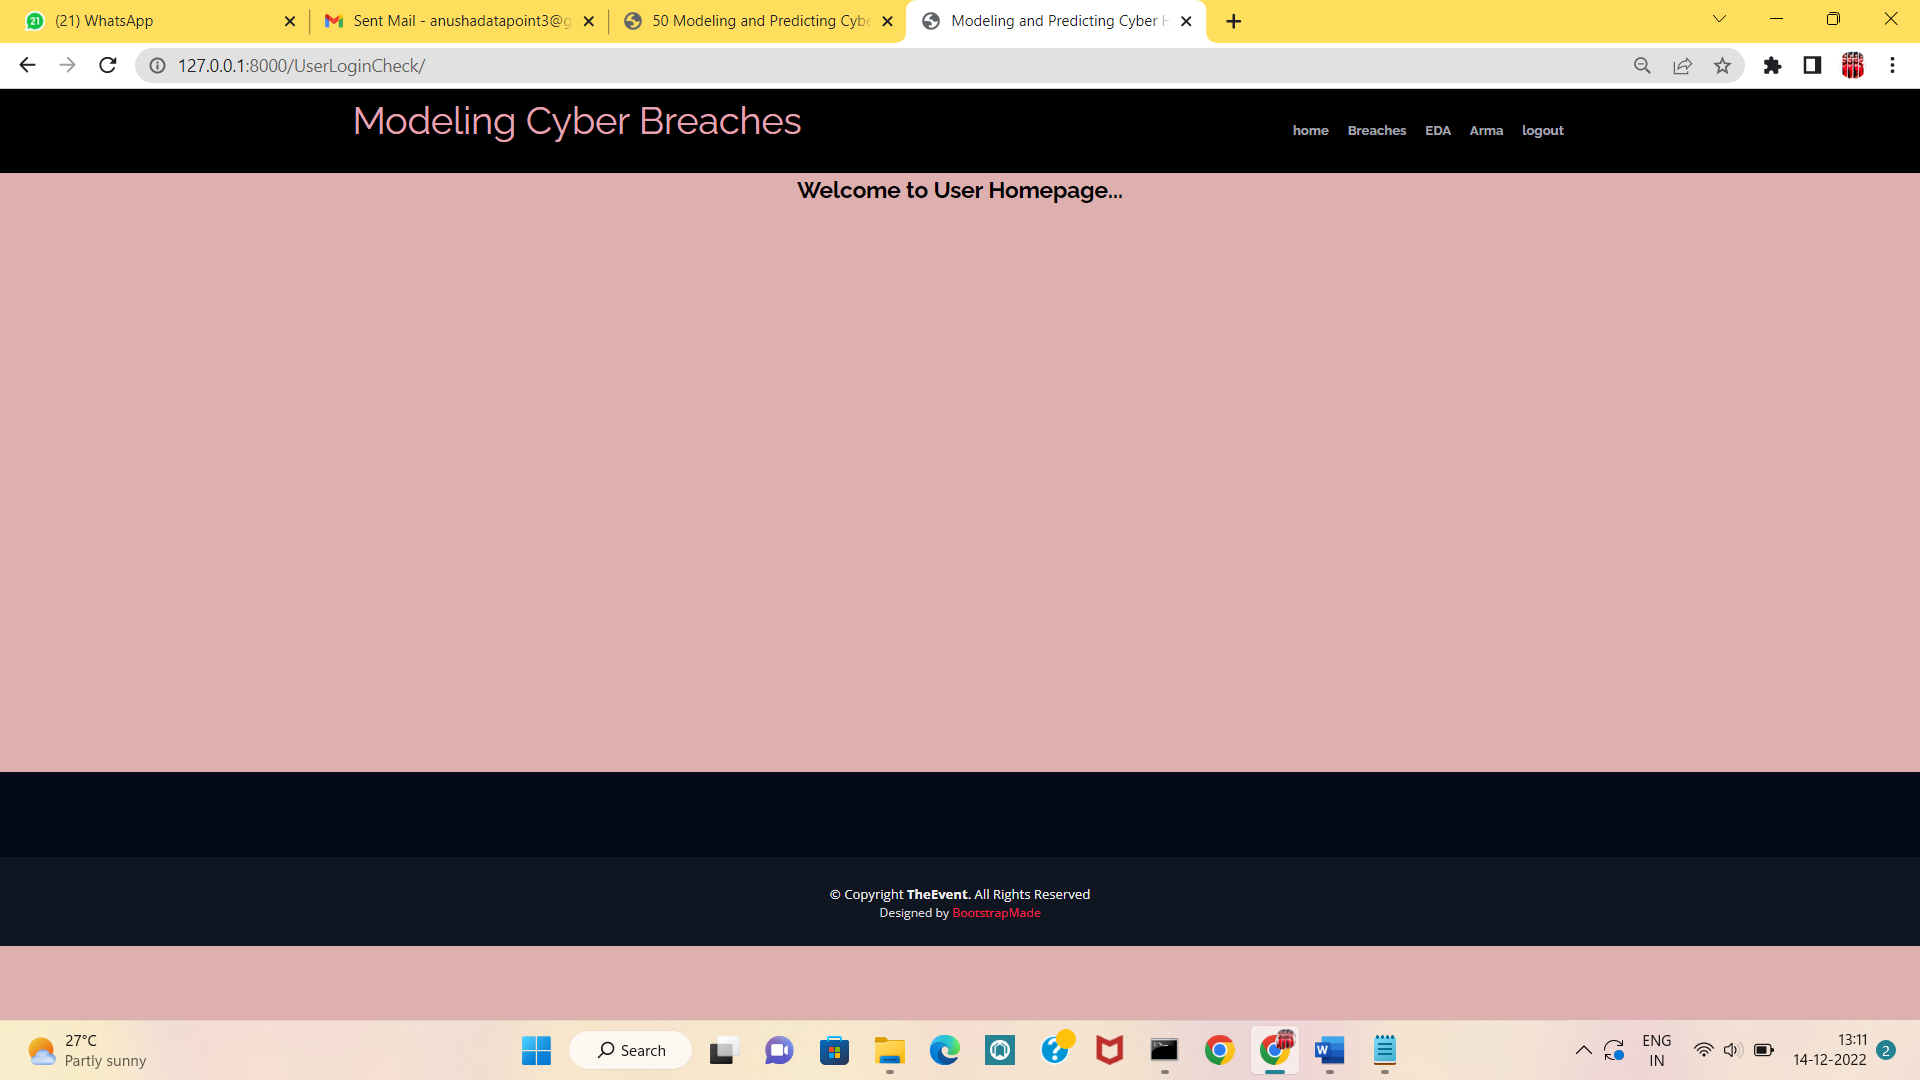 21 (21) WhatsApp
Sent Mail - anushadatapoint3@g
50 Modeling and Predicting Cybe
Modeling and Predicting Cyber H
127.0.0.1:8000/UserLoginCheck/
Modeling Cyber Breaches
home Breaches EDA Arma logout
Welcome to User Homepage...
© Copyright TheEvent. All Rights Reserved
Designed by BootstrapMade
27°C
Partly sunny
Search
ENG
IN
13:11
14-12-2022
2